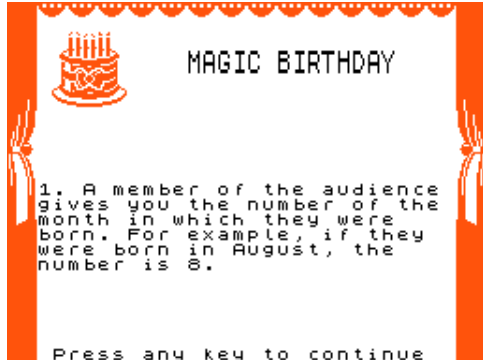 MAGIC BIRTHDAY
1. A member of the audience
gives you the number of the
month in which they were
born. For example, if they
were born in August, the
number is 8.
Press any key to continue